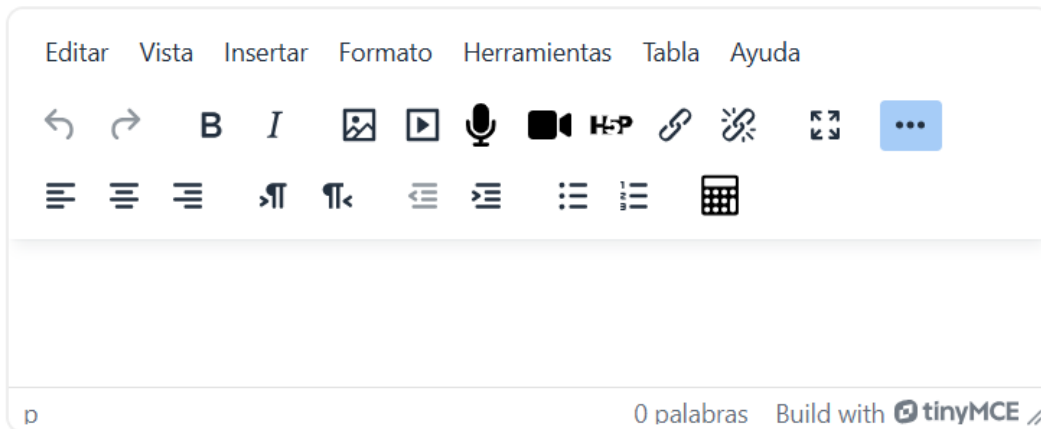 Editar Vista Insertar Formato Herramientas Tabla Ayuda
B I H5P
p 0 palabras Build with tinyMCE